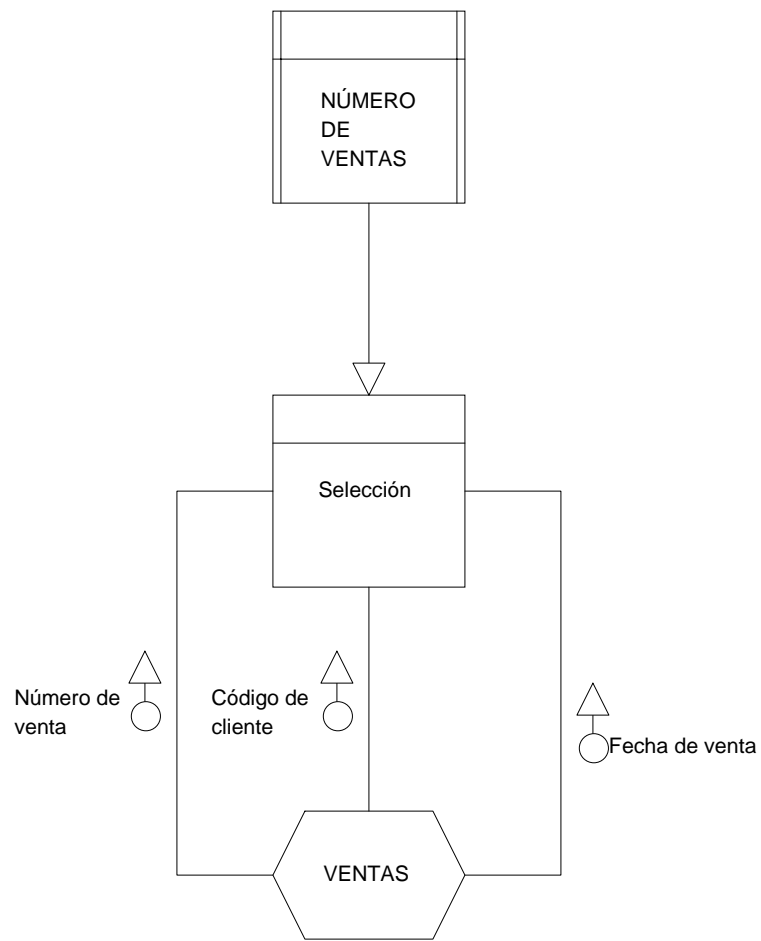 NÚMERO
DE
VENTAS
Selección
Número de
venta
Código de
cliente
Fecha de venta
VENTAS